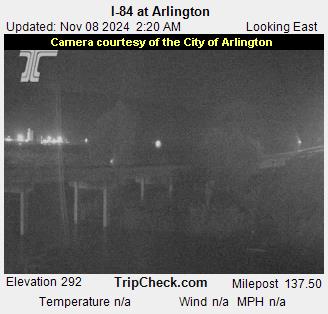 I-84 at Arlington
Updated: Nov 08 2024 2:20 AM Looking East
Camera courtesy of the City of Arlington
Elevation 292 TripCheck.com Milepost 137.50
Temperature n/a Wind n/a MPH n/a